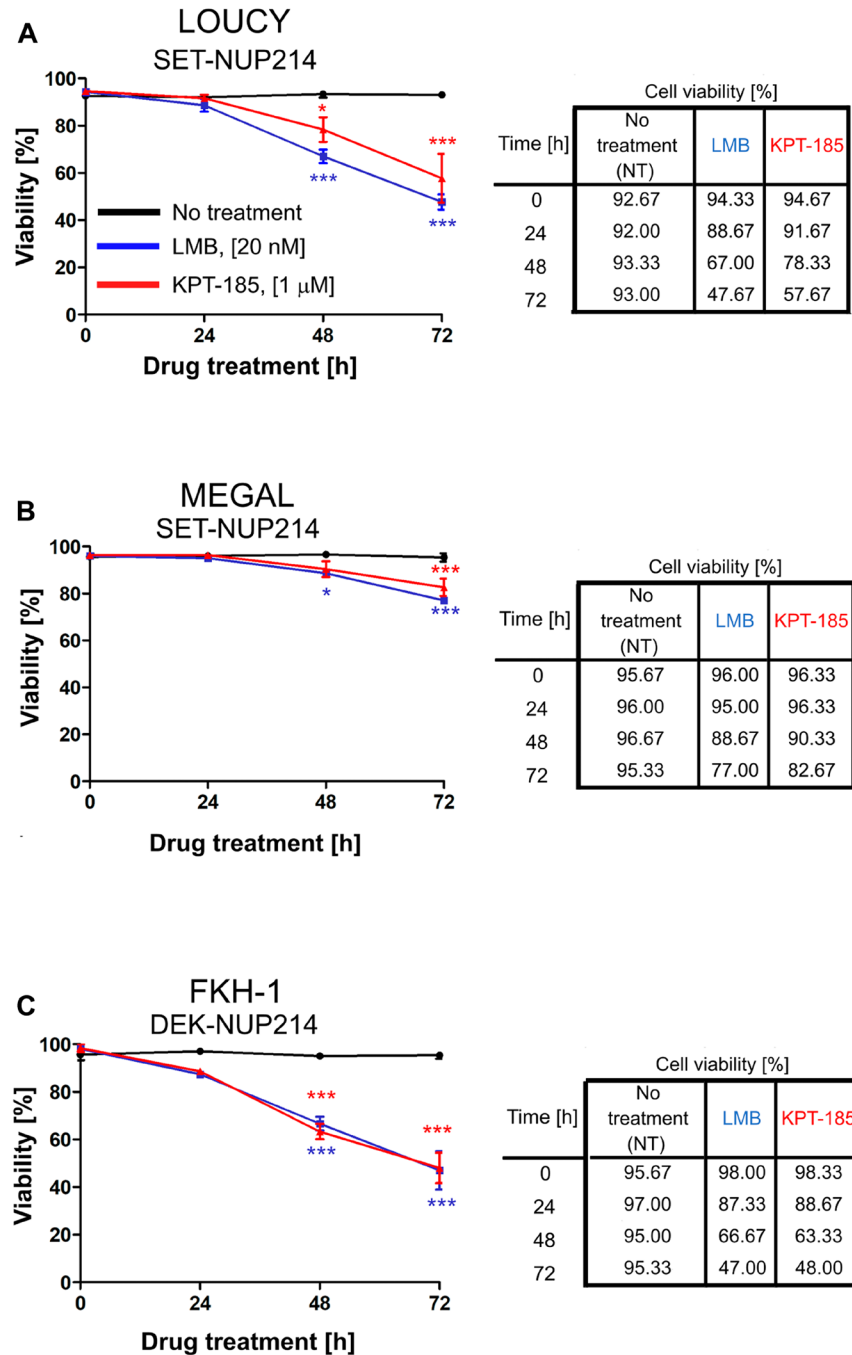 A
LOUCY
SET-NUP214
Viability [%]
100
80
60
40
20
0
*
***
***
***
No treatment
LMB, [20 nM]
KPT-185, [1 μM]
0 24 48 72
Drug treatment [h]
Cell viability [%]
Time [h] No treatment (NT) LMB KPT-185
0 92.67 94.33 94.67
24 92.00 88.67 91.67
48 93.33 67.00 78.33
72 93.00 47.67 57.67
B
MEGAL
SET-NUP214
Viability [%]
100
80
60
40
20
0
***
*
***
0 24 48 72
Drug treatment [h]
Cell viability [%]
Time [h] No treatment (NT) LMB KPT-185
0 95.67 96.00 96.33
24 96.00 95.00 96.33
48 96.67 88.67 90.33
72 95.33 77.00 82.67
C
FKH-1
DEK-NUP214
Viability [%]
100
80
60
40
20
0
***
***
***
***
0 24 48 72
Drug treatment [h]
Cell viability [%]
Time [h] No treatment (NT) LMB KPT-185
0 95.67 98.00 98.33
24 97.00 87.33 88.67
48 95.00 66.67 63.33
72 95.33 47.00 48.00